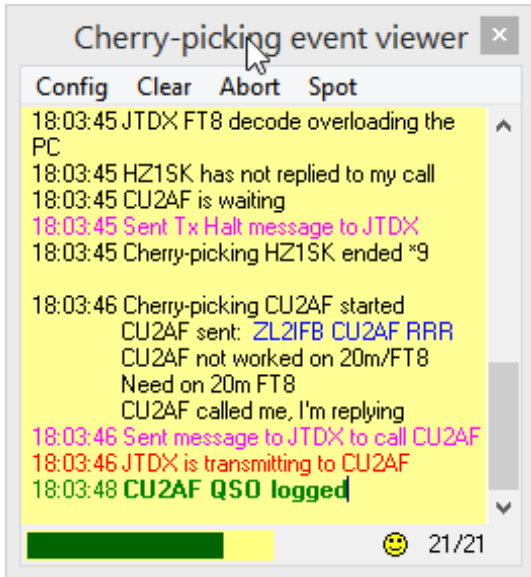 Cherry-picking event viewer
Config Clear Abort Spot
18:03:45 JTDX FT8 decode overloading the
PC
18:03:45 HZ1SK has not replied to my call
18:03:45 CU2AF is waiting
18:03:45 Sent Tx Halt message to JTDX
18:03:45 Cherry-picking HZ1SK ended *9
18:03:46 Cherry-picking CU2AF started
CU2AF sent: ZL2IFB CU2AF RRR
CU2AF not worked on 20m/FT8
Need on 20m FT8
CU2AF called me, I'm replying
18:03:46 Sent message to JTDX to call CU2AF
18:03:46 JTDX is transmitting to CU2AF
18:03:48 CU2AF QSO logged
21/21